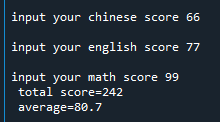 input your chinese score 66
input your english score 77
input your math score 99
total score=242
average=80.7